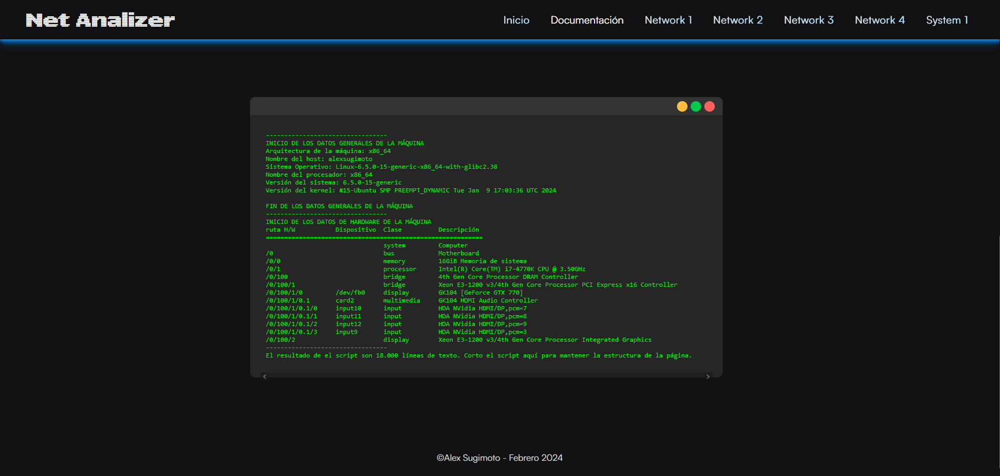 Net Analizer
Inicio Documentación Network 1 Network 2 Network 3 Network 4 System 1
---------------------------------
INICIO DE LOS DATOS GENERALES DE LA MÁQUINA
Arquitectura de la máquina: x86_64
Nombre del host: alexsugimoto
Sistema Operativo: Linux-6.5.0-15-generic-x86_64-with-glibc2.38
Nombre del procesador: x86_64
Versión del sistema: 6.5.0-15-generic
Versión del kernel: #15-Ubuntu SMP PREEMPT_DYNAMIC Tue Jan  9 17:03:36 UTC 2024
FIN DE LOS DATOS GENERALES DE LA MÁQUINA
---------------------------------
INICIO DE LOS DATOS DE HARDWARE DE LA MÁQUINA
ruta H/W           Dispositivo  Clase          Descripción
===========================================================
                                system         Computer
/0                              bus            Motherboard
/0/0                            memory         16GiB Memoria de sistema
/0/1                            processor      Intel(R) Core(TM) i7-4770K CPU @ 3.50GHz
/0/100                          bridge         4th Gen Core Processor DRAM Controller
/0/100/1                        bridge         Xeon E3-1200 v3/4th Gen Core Processor PCI Express x16 Controller
/0/100/1/0         /dev/fb0     display        GK104 [GeForce GTX 770]
/0/100/1/0.1       card2        multimedia     GK104 HDMI Audio Controller
/0/100/1/0.1/0     input10      input          HDA NVidia HDMI/DP,pcm=7
/0/100/1/0.1/1     input11      input          HDA NVidia HDMI/DP,pcm=8
/0/100/1/0.1/2     input12      input          HDA NVidia HDMI/DP,pcm=9
/0/100/1/0.1/3     input9       input          HDA NVidia HDMI/DP,pcm=3
/0/100/2                        display        Xeon E3-1200 v3/4th Gen Core Processor Integrated Graphics
---------------------------------
El resultado de el script son 18.000 líneas de texto. Corto el script aquí para mantener la estructura de la página.
©Alex Sugimoto - Febrero 2024